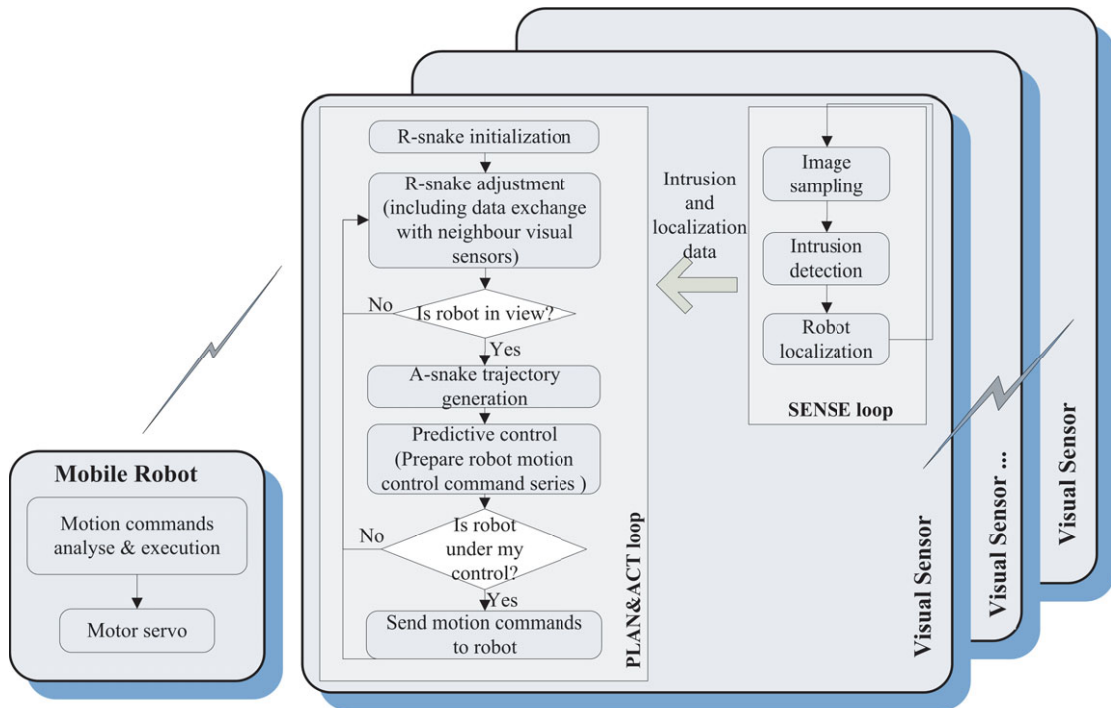 R-snake initialization
R-snake adjustment
(including data exchange
with neighbour visual
sensors)
No
Is robot in view?
Yes
A-snake trajectory
generation
Predictive control
(Prepare robot motion
control command series )
No
Is robot
under my
control?
Yes
Send motion commands
to robot
PLAN&ACT loop
Intrusion
and
localization
data
Image
sampling
Intrusion
detection
Robot
localization
SENSE loop
Visual Sensor
Visual Sensor ...
Visual Sensor
Mobile Robot
Motion commands
analyse & execution
Motor servo